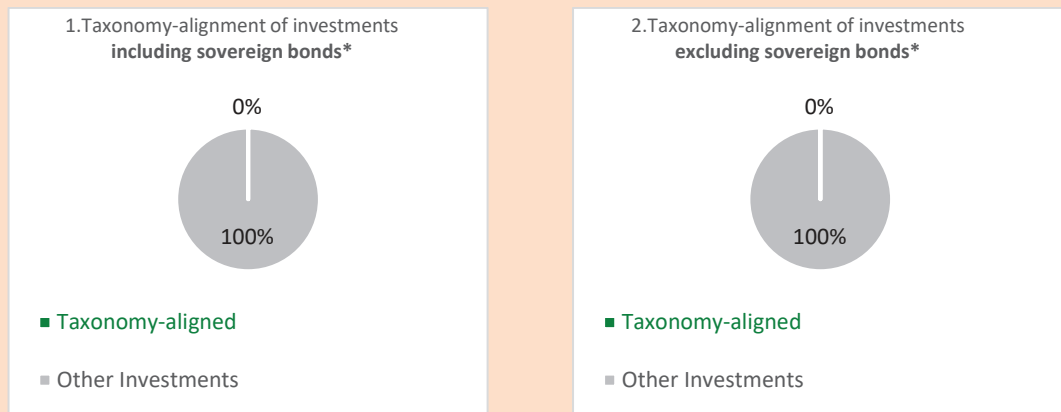 1.Taxonomy-alignment of investments
including sovereign bonds*
0%
100%
Taxonomy-aligned
Other Investments
2.Taxonomy-alignment of investments
excluding sovereign bonds*
0%
100%
Taxonomy-aligned
Other Investments